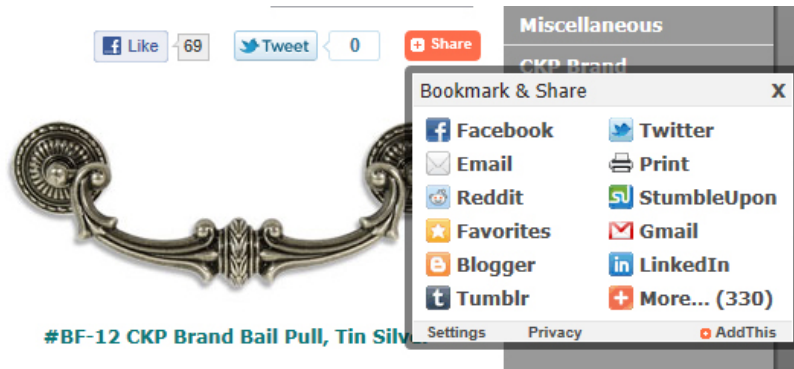 Miscellaneous
Like 69 Tweet 0 Share
CKP Brand
Bookmark & Share X
Facebook Twitter
Email Print
Reddit StumbleUpon
Favorites Gmail
Blogger LinkedIn
Tumblr More... (330)
Settings Privacy AddThis
#BF-12 CKP Brand Bail Pull, Tin Silver